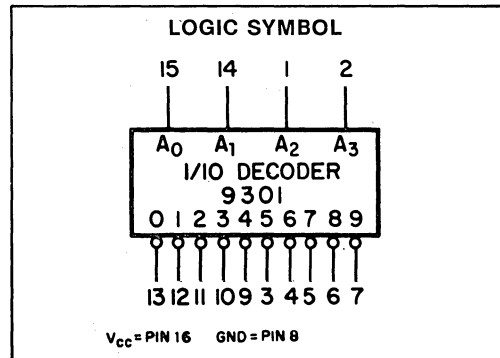 LOGIC SYMBOL
15 14 1 2
A0 A1 A2 A3
1/10 DECODER
9301
0 1 2 3 4 5 6 7 8 9
13 12 11 10 9 3 4 5 6 7
VCC = PIN 16 GND = PIN 8